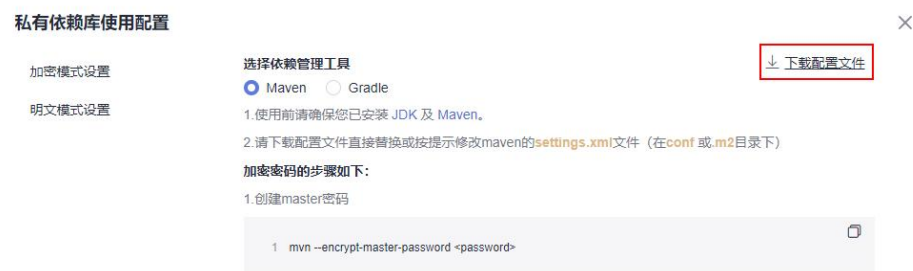 私有依赖库使用配置
加密模式设置
明文模式设置
选择依赖管理工具
下载配置文件
Maven Gradle
1.使用前请确保您已安装 JDK 及 Maven。
2.请下载配置文件直接替换或按提示修改maven的settings.xml文件（在conf 或.m2目录下）
加密密码的步骤如下：
1.创建master密码
1 mvn --encrypt-master-password <password>